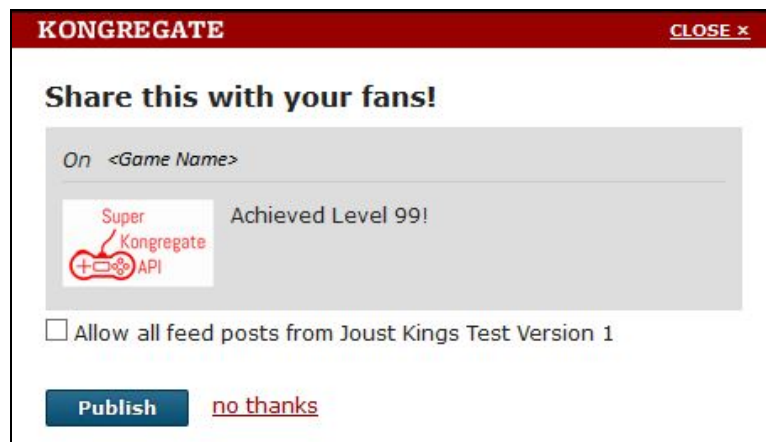 KONGREGATE CLOSE ×
Share this with your fans!
On <Game Name>
Super
Kongregate
API
Achieved Level 99!
Allow all feed posts from Joust Kings Test Version 1
Publish no thanks